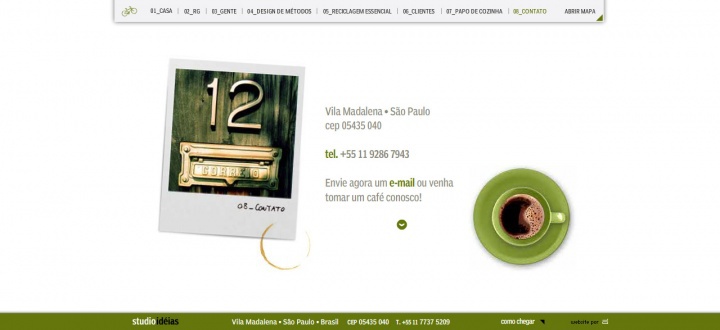 01_CASA
02_RG
03_GENTE
04_DESIGN DE MÉTODOS
05_RECICLAGEM ESSENCIAL
06_CLIENTES
07_PAPO DE COZINHA
08_CONTATO
ABRIR MAPA
12
CORREIO
08_CONTATO
Vila Madalena • São Paulo
cep 05435 040
tel. +55 11 9286 7943
Envie agora um e-mail ou venha
tomar um café conosco!
studioidéias
Vila Madalena • São Paulo • Brasil CEP 05435 040 T. +55 11 7737 5209
como chegar
website por